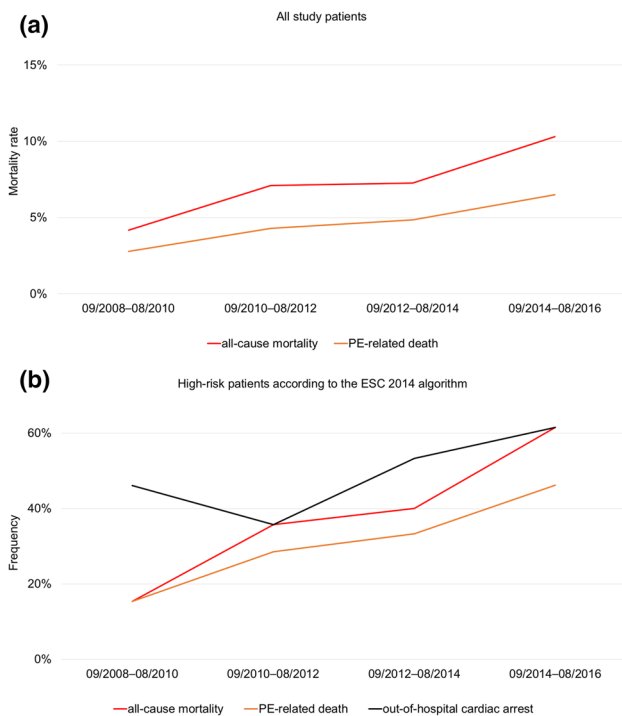 (a)
All study patients
15%
10%
5%
0%
Mortality rate
09/2008–08/2010 09/2010–08/2012 09/2012–08/2014 09/2014–08/2016
all-cause mortality PE-related death
(b)
High-risk patients according to the ESC 2014 algorithm
60%
40%
20%
0%
Frequency
09/2008–08/2010 09/2010–08/2012 09/2012–08/2014 09/2014–08/2016
all-cause mortality PE-related death out-of-hospital cardiac arrest